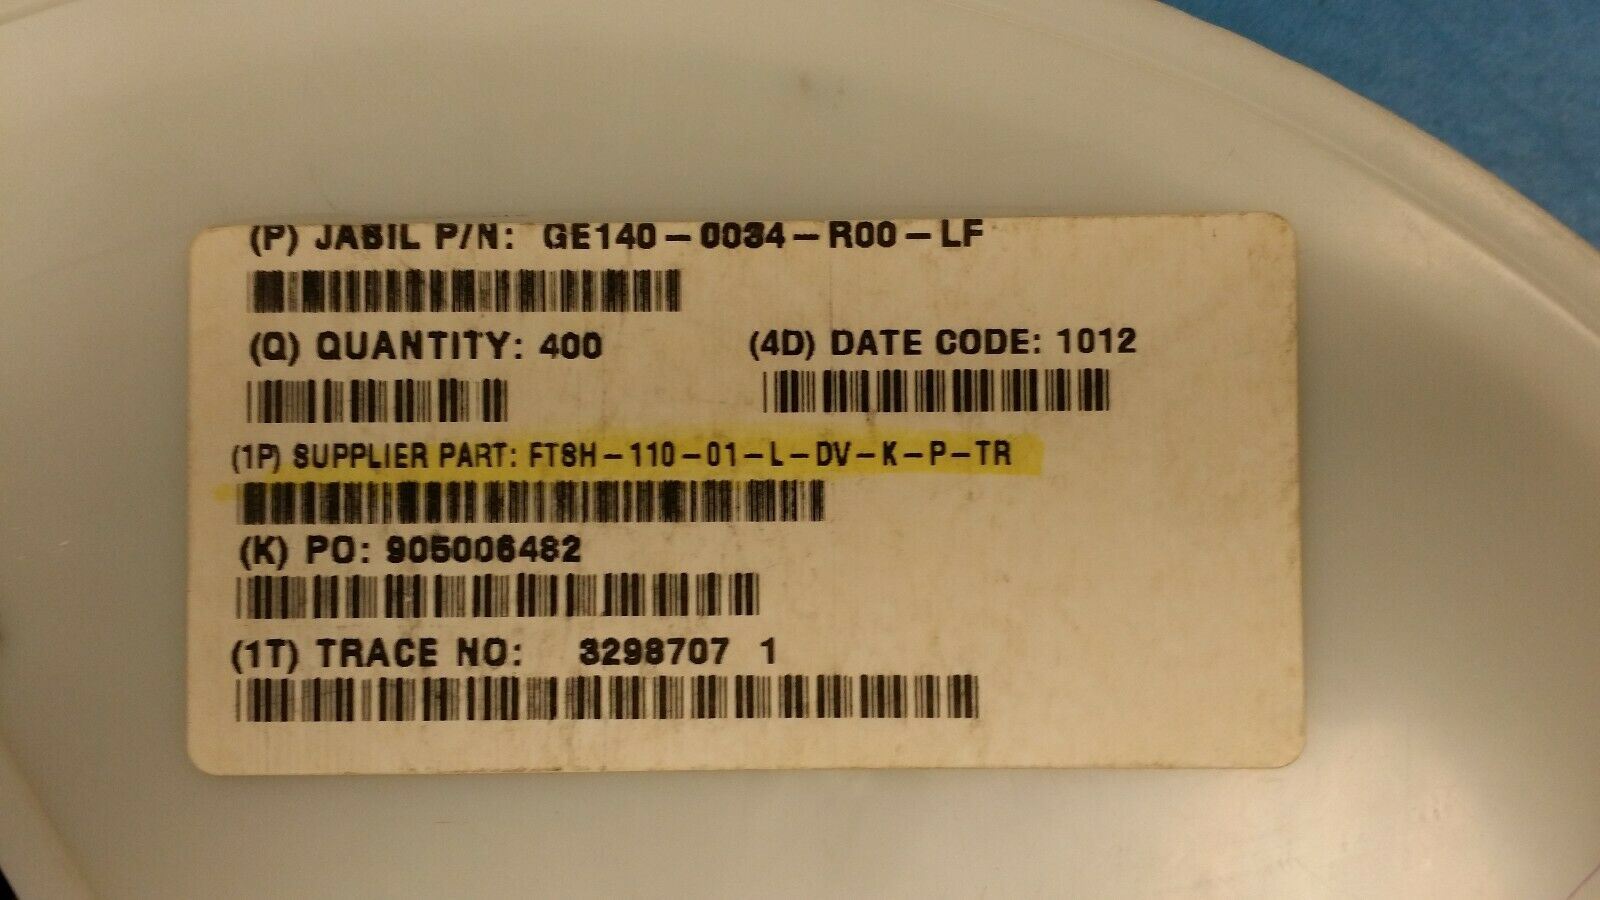 (P) JABIL P/N: GE140-0034-R00-LF
(Q) QUANTITY: 400
(4D) DATE CODE: 1012
(1P) SUPPLIER PART: FTSH-110-01-L-DV-K-P-TR
(K) PO: 905006482
(1T) TRACE NO: 3298707 1